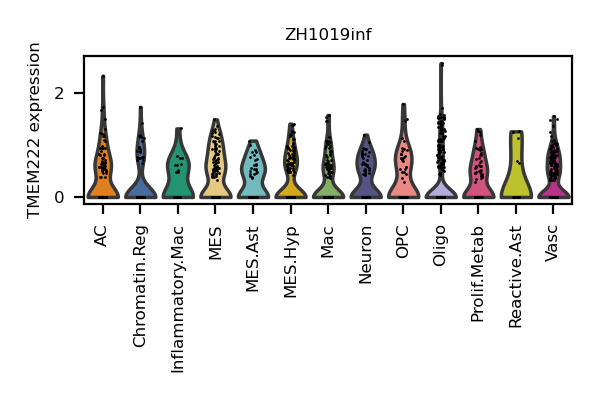 ZH1019inf
TMEM222 expression
2
0
AC
Chromatin.Reg
Inflammatory.Mac
MES
MES.Ast
MES.Hyp
Mac
Neuron
OPC
Oligo
Prolif.Metab
Reactive.Ast
Vasc